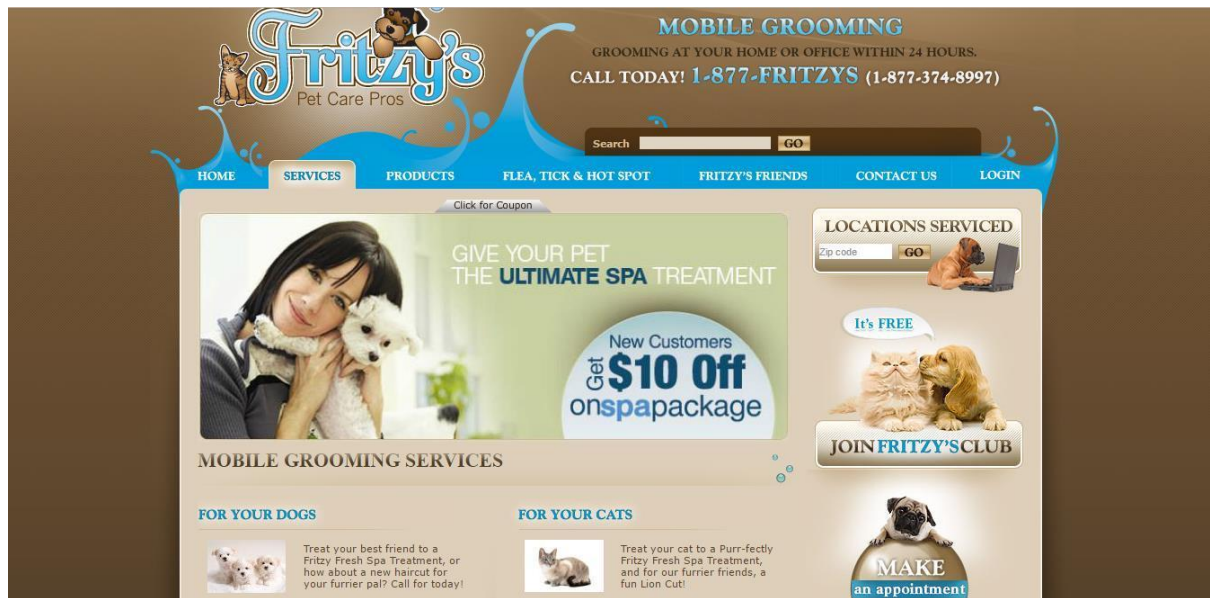 Fritzy's
Pet Care Pros
MOBILE GROOMING
GROOMING AT YOUR HOME OR OFFICE WITHIN 24 HOURS.
CALL TODAY! 1-877-FRITZYS (1-877-374-8997)
Search GO
HOME SERVICES PRODUCTS FLEA, TICK & HOT SPOT FRITZY'S FRIENDS CONTACT US LOGIN
Click for Coupon
GIVE YOUR PET
THE ULTIMATE SPA TREATMENT
New Customers
Get $10 Off
onspapackage
LOCATIONS SERVICED
Zip code GO
It's FREE
JOIN FRITZY'S CLUB
MOBILE GROOMING SERVICES
FOR YOUR DOGS
Treat your best friend to a
Fritzy Fresh Spa Treatment, or
how about a new haircut for
your furrier pal? Call for today!
FOR YOUR CATS
Treat your cat to a Purr-fectly
Fritzy Fresh Spa Treatment,
and for our furrier friends, a
fun Lion Cut!
MAKE
an appointment